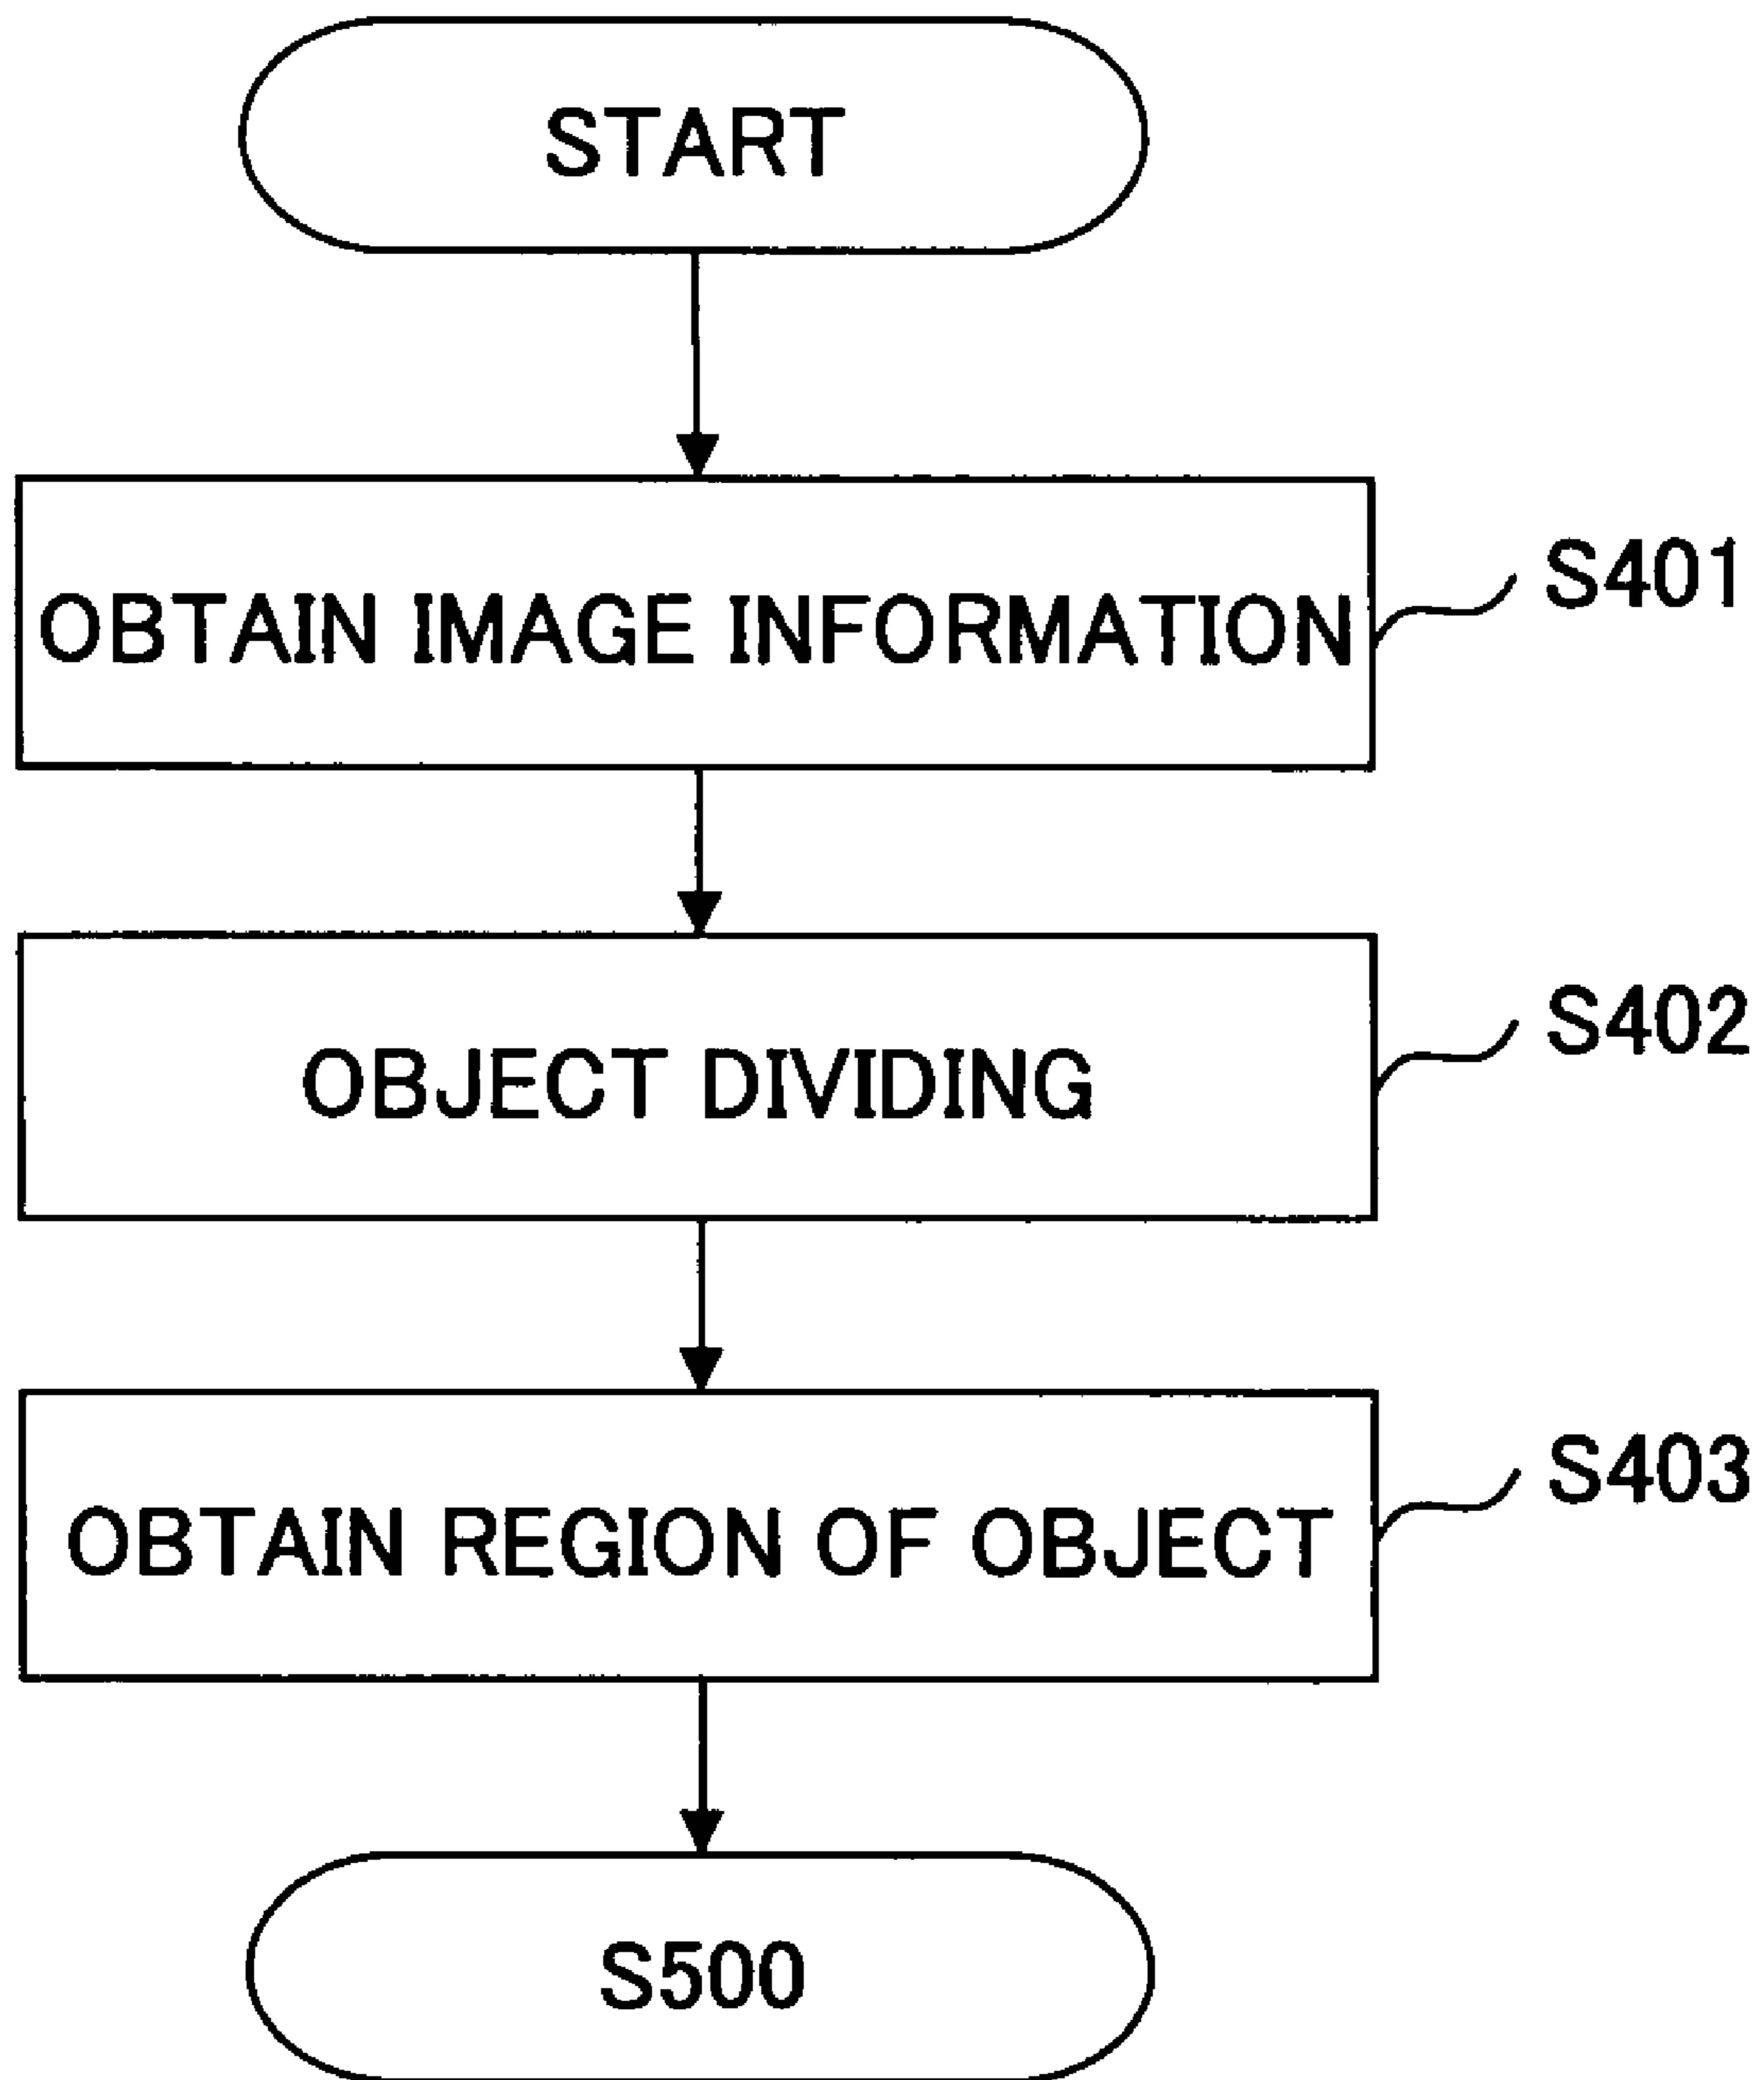 START
OBTAIN IMAGE INFORMATION
S401
OBJECT DIVIDING
S402
OBTAIN REGION OF OBJECT
S403
S500